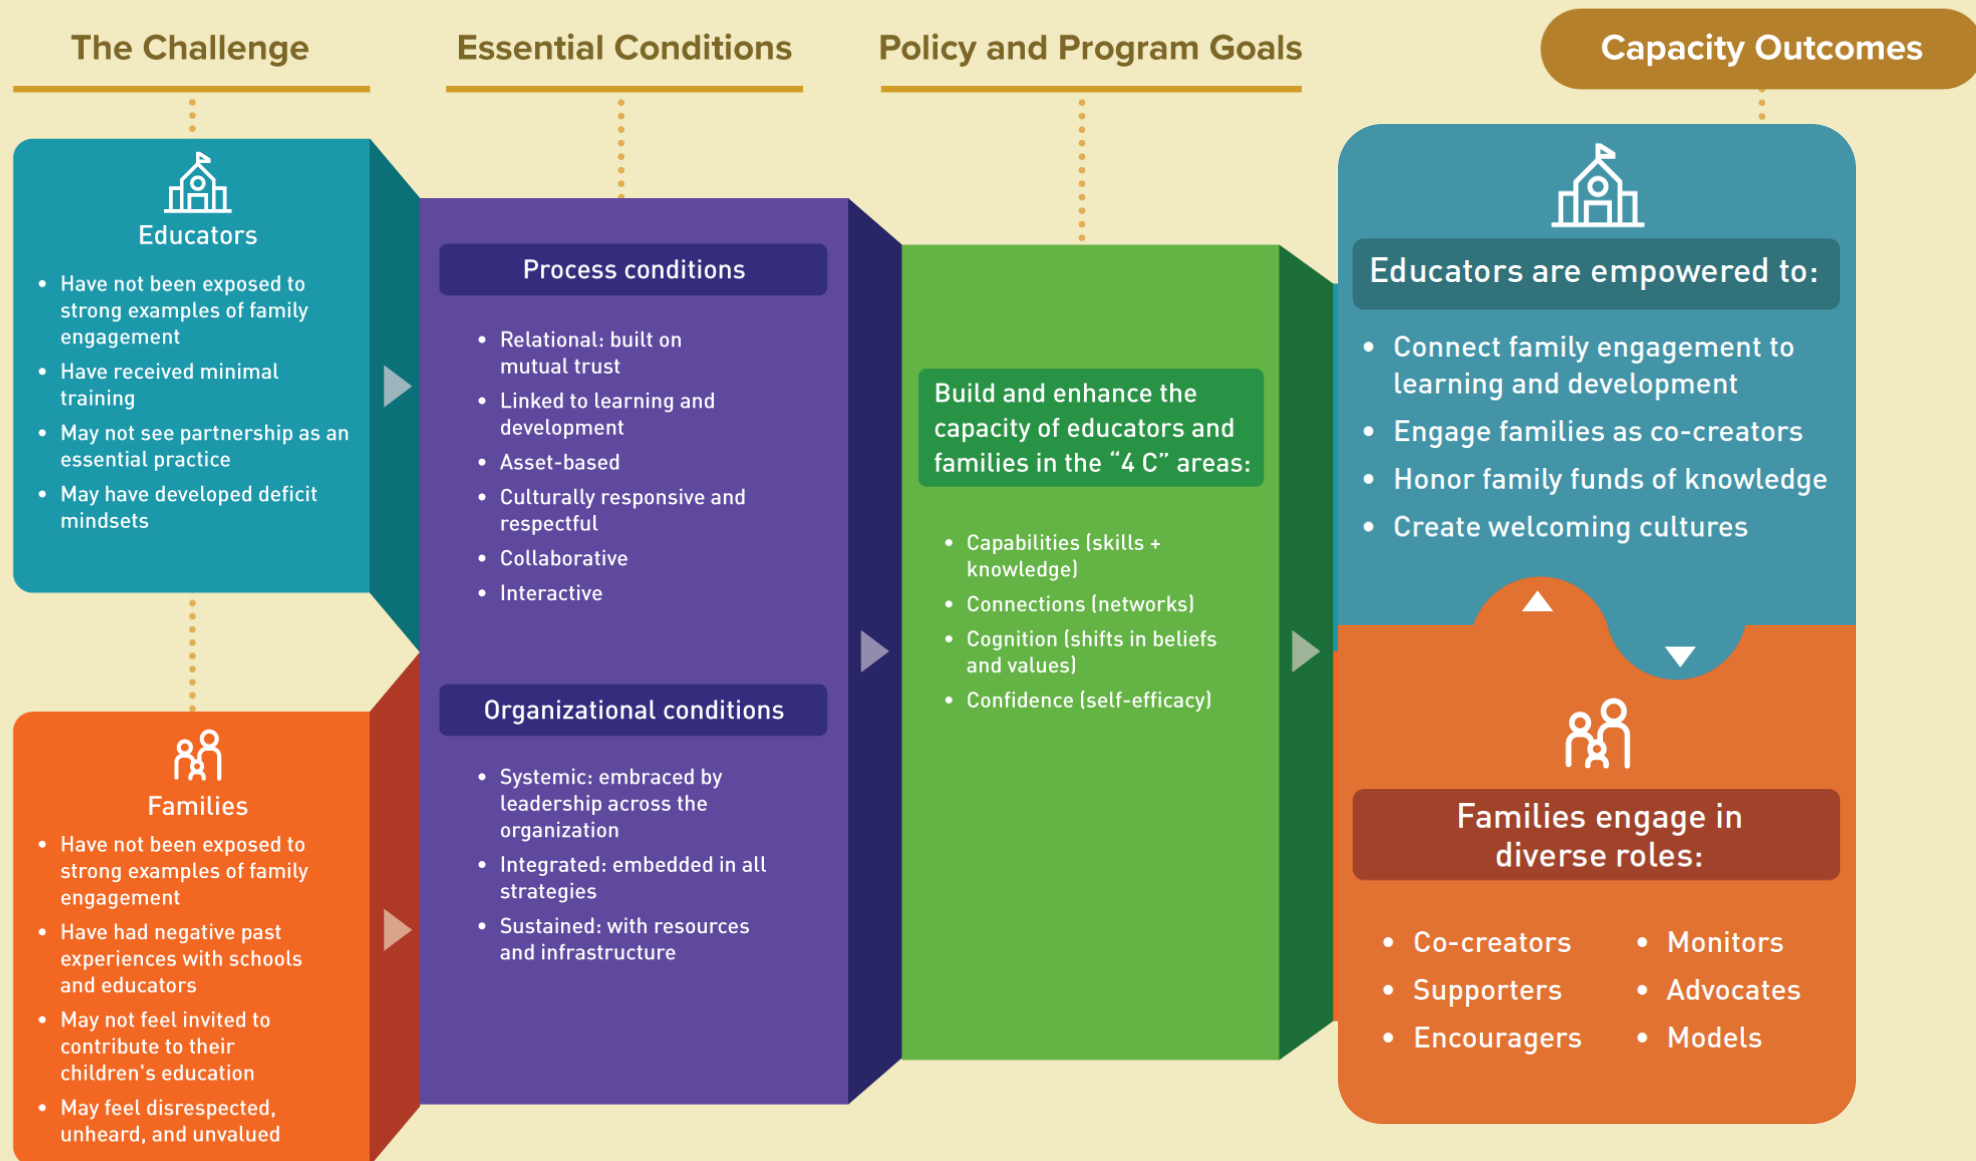 The Challenge
Educators
• Have not been exposed to
strong examples of family
engagement
• Have received minimal
training
• May not see partnership as an
essential practice
• May have developed deficit
mindsets
Families
• Have not been exposed to
strong examples of family
engagement
• Have had negative past
experiences with schools
and educators
• May not feel invited to
contribute to their
children's education
• May feel disrespected,
unheard, and unvalued
Essential Conditions
Process conditions
• Relational: built on
mutual trust
• Linked to learning and
development
• Asset-based
• Culturally responsive and
respectful
• Collaborative
• Interactive
Organizational conditions
• Systemic: embraced by
leadership across the
organization
• Integrated: embedded in all
strategies
• Sustained: with resources
and infrastructure
Policy and Program Goals
Build and enhance the
capacity of educators and
families in the “4 C” areas:
• Capabilities (skills +
knowledge)
• Connections (networks)
• Cognition (shifts in beliefs
and values)
• Confidence (self-efficacy)
Capacity Outcomes
Educators are empowered to:
• Connect family engagement to
learning and development
• Engage families as co-creators
• Honor family funds of knowledge
• Create welcoming cultures
Families engage in
diverse roles:
• Co-creators
• Supporters
• Encouragers
• Monitors
• Advocates
• Models